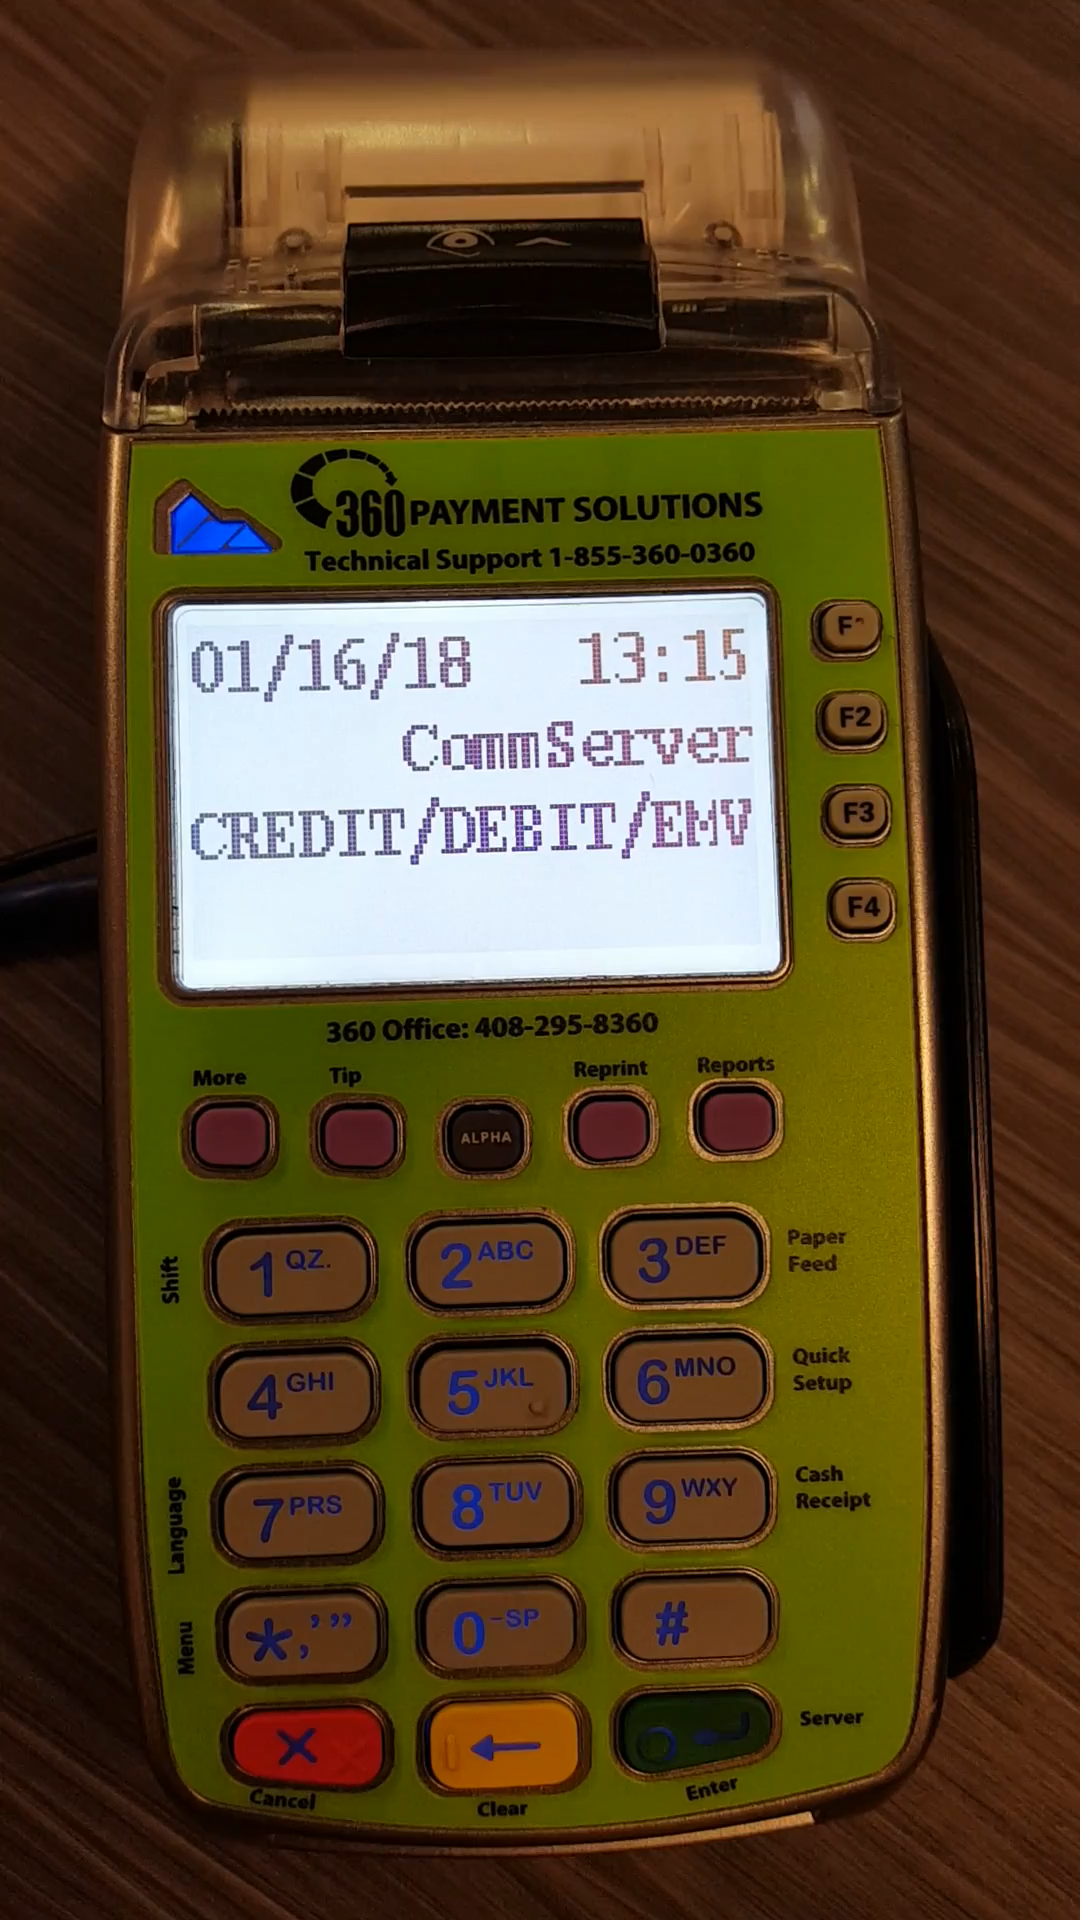 360 PAYMENT SOLUTIONS
Technical Support 1-855-360-0360
01/16/18 13:15
CommServer
CREDIT/DEBIT/EMV
F2
F3
F4
360 Office: 408-295-8360
More Tip Reprint Reports
ALPHA
Shift 1 QZ. 2 ABC 3 DEF Paper Feed
4 GHI 5 JKL 6 MNO Quick Setup
Language 7 PRS 8 TUV 9 WXY Cash Receipt
Menu *,'" 0 -SP #
Server
Cancel Clear Enter